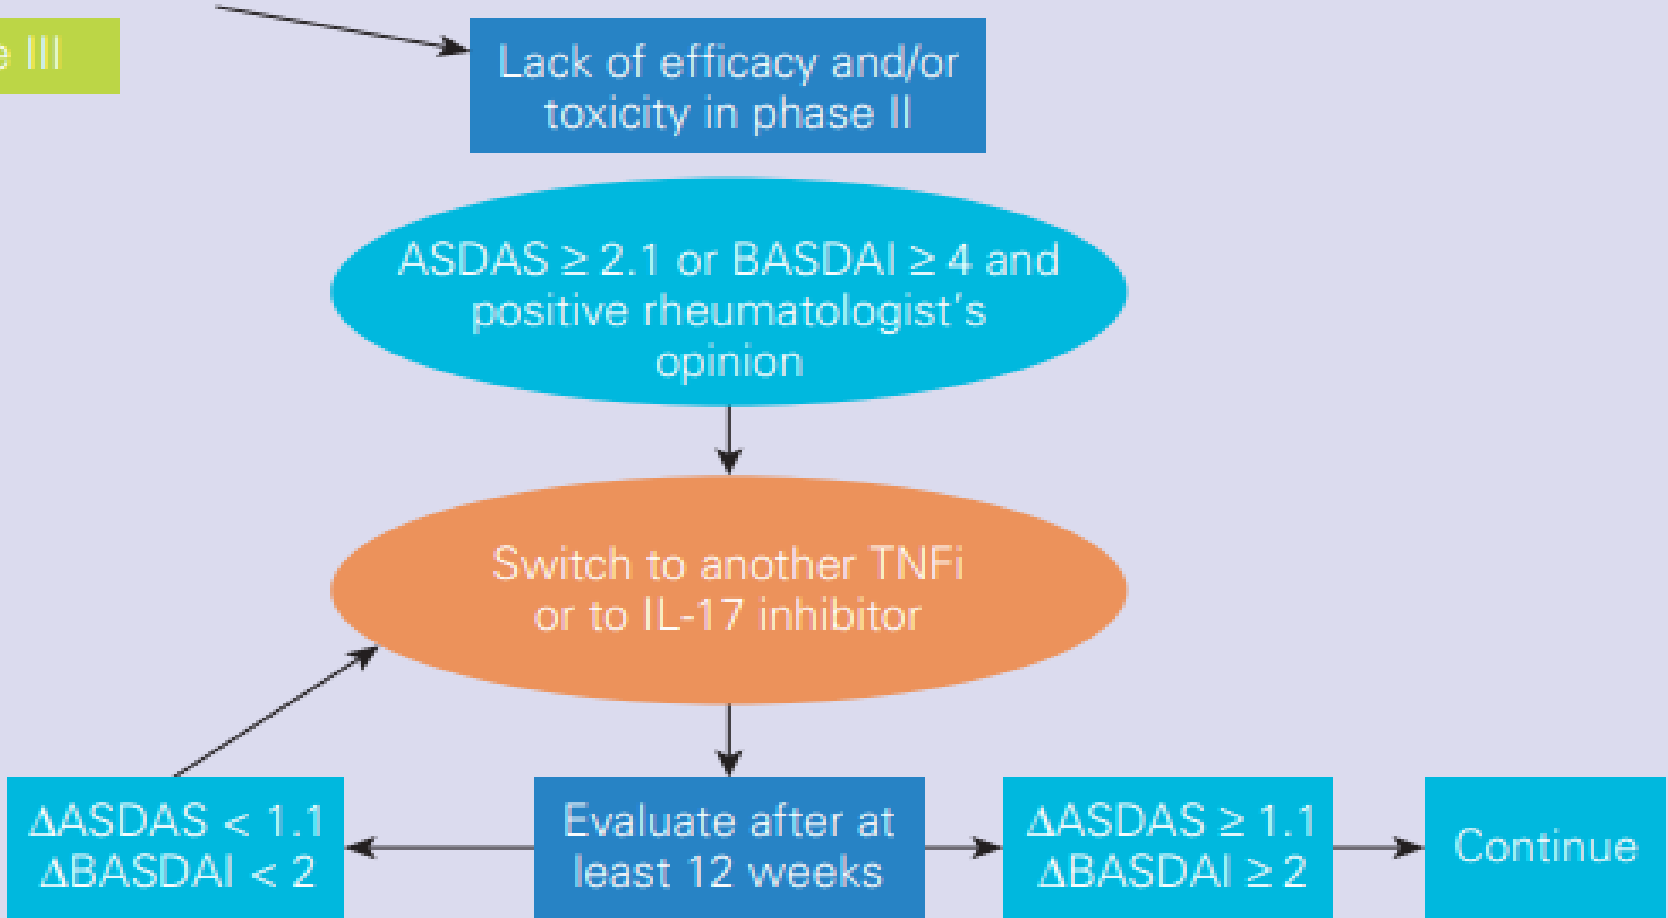 e III
Lack of efficacy and/or
toxicity in phase II
ASDAS ≥ 2.1 or BASDAI ≥ 4 and
positive rheumatologist's
opinion
Switch to another TNFi
or to IL-17 inhibitor
ΔASDAS < 1.1
ΔBASDAI < 2
Evaluate after at
least 12 weeks
ΔASDAS ≥ 1.1
ΔBASDAI ≥ 2
Continue